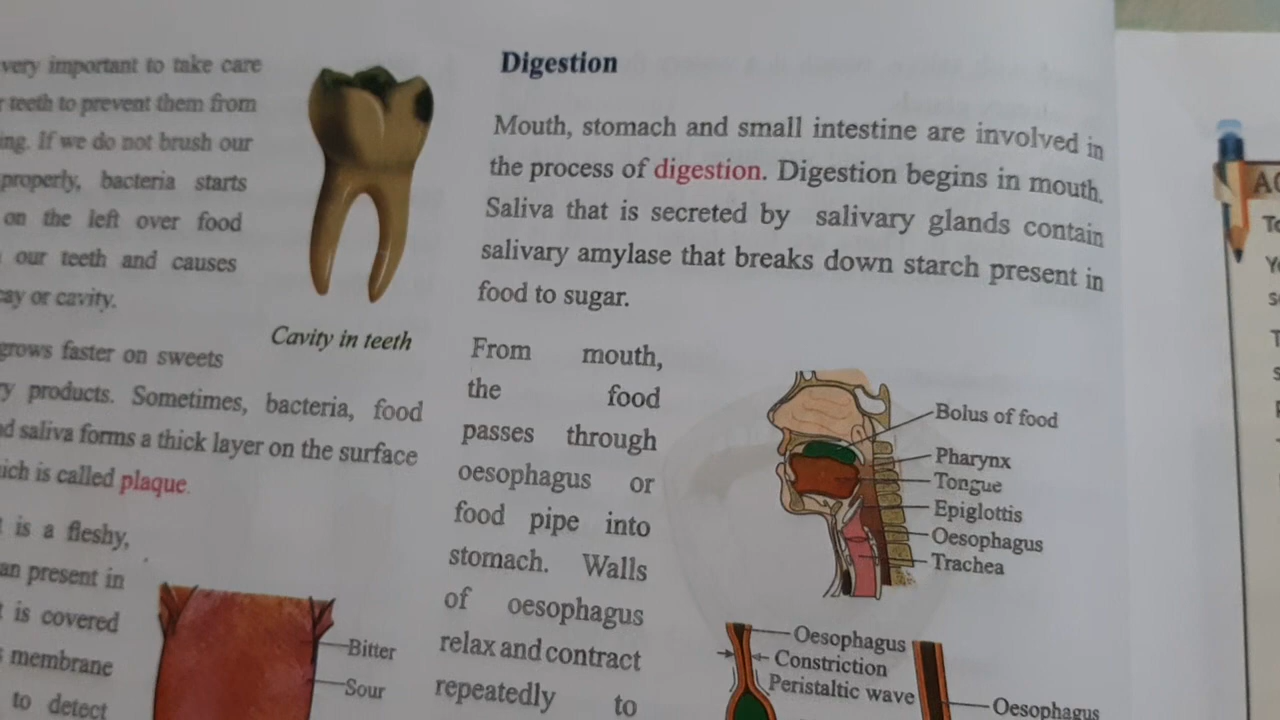 very important to take care
teeth to prevent them from
ing. If we do not brush our
properly, bacteria starts
on the left over food
our teeth and causes
cay or cavity.
Cavity in teeth
grows faster on sweets
products. Sometimes, bacteria, food
saliva forms a thick layer on the surface
ich is called plaque.
is a fleshy,
an present in
is covered
membrane
to detect
Bitter
Sour
Digestion
Mouth, stomach and small intestine are involved in
the process of digestion. Digestion begins in mouth.
Saliva that is secreted by salivary glands contain
salivary amylase that breaks down starch present in
food to sugar.
From mouth,
the food
passes through
oesophagus or
food pipe into
stomach. Walls
of oesophagus
relax and contract
repeatedly to
Bolus of food
Pharynx
Tongue
Epiglottis
Oesophagus
Trachea
Oesophagus
Constriction
Peristaltic wave
Oesophagus